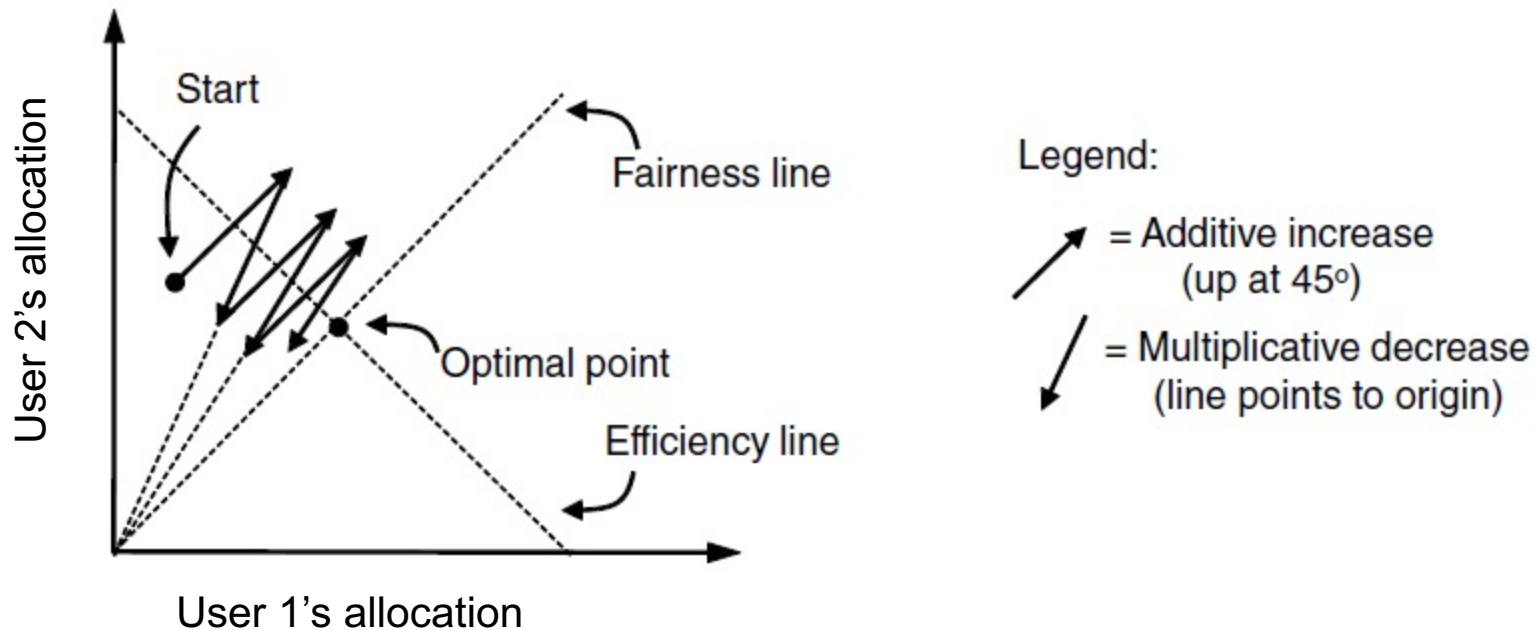 User 2's allocation
Start
Fairness line
Optimal point
Efficiency line
User 1's allocation
Legend:
= Additive increase
(up at 45º)
= Multiplicative decrease
(line points to origin)